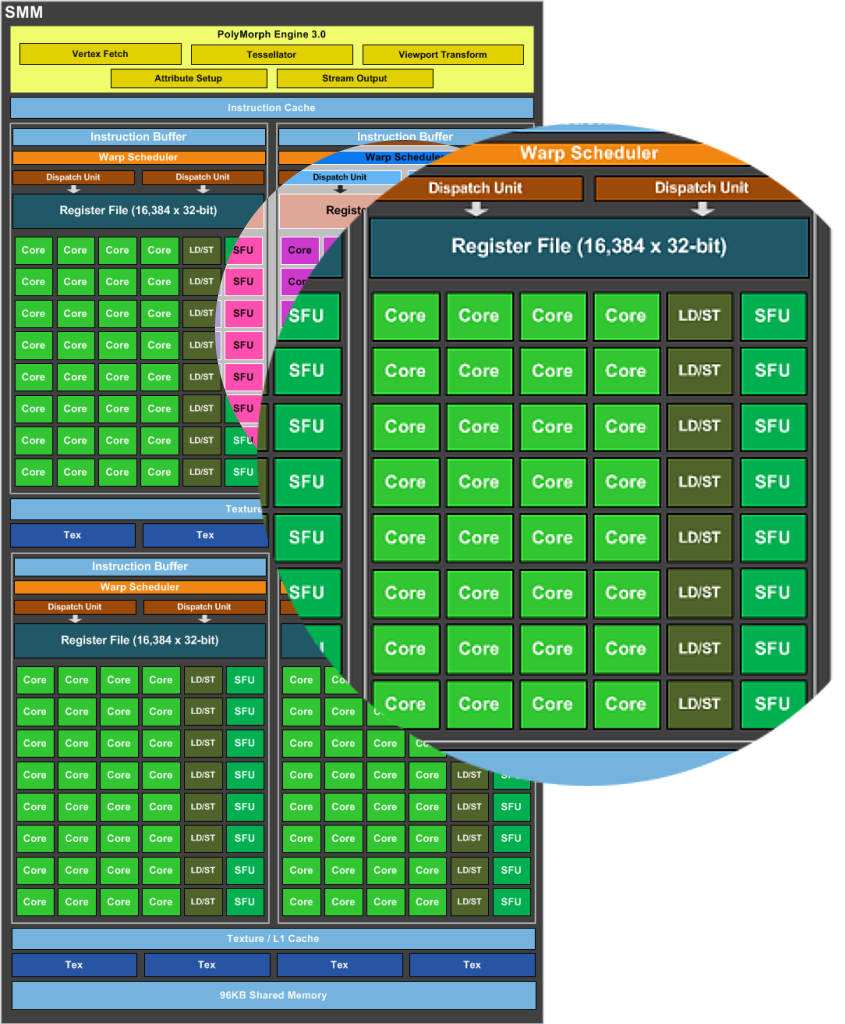 SMM
PolyMorph Engine 3.0
Vertex Fetch Tessellator Viewport Transform
Attribute Setup Stream Output
Instruction Cache
Instruction Buffer Instruction Buffer
Warp Scheduler Warp Scheduler
Dispatch Unit Dispatch Unit Dispatch Unit
Register File (16,384 x 32-bit) Regist
Core Core Core Core LD/ST SFU Core
Core Core Core Core LD/ST SFU Cor
Core Core Core Core LD/ST SFU
Core Core Core Core LD/ST SFU
Core Core Core Core LD/ST SFU
Core Core Core Core LD/ST SFU
Core Core Core Core LD/ST SFU
Core Core Core Core LD/ST SFU
Texture
Tex Tex
Warp Scheduler
Dispatch Unit Dispatch Unit
Register File (16,384 x 32-bit)
SFU Core Core Core Core LD/ST SFU
SFU Core Core Core Core LD/ST SFU
SFU Core Core Core Core LD/ST SFU
SFU Core Core Core Core LD/ST SFU
SFU Core Core Core Core LD/ST SFU
SFU Core Core Core Core LD/ST SFU
Core Core Core Core LD/ST SFU
Core Core Core Core LD/ST SFU
Instruction Buffer
Warp Scheduler
Dispatch Unit Dispatch Unit
Register File (16,384 x 32-bit)
Core Core Core Core LD/ST SFU Core Co
Core Core Core Core LD/ST SFU Core Core C
Core Core Core Core LD/ST SFU Core Core Core Co
Core Core Core Core LD/ST SFU Core Core Core Core LD/ST SFU
Core Core Core Core LD/ST SFU Core Core Core Core LD/ST SFU
Core Core Core Core LD/ST SFU Core Core Core Core LD/ST SFU
Core Core Core Core LD/ST SFU Core Core Core Core LD/ST SFU
Core Core Core Core LD/ST SFU Core Core Core Core LD/ST SFU
Texture / L1 Cache
Tex Tex Tex Tex
96KB Shared Memory